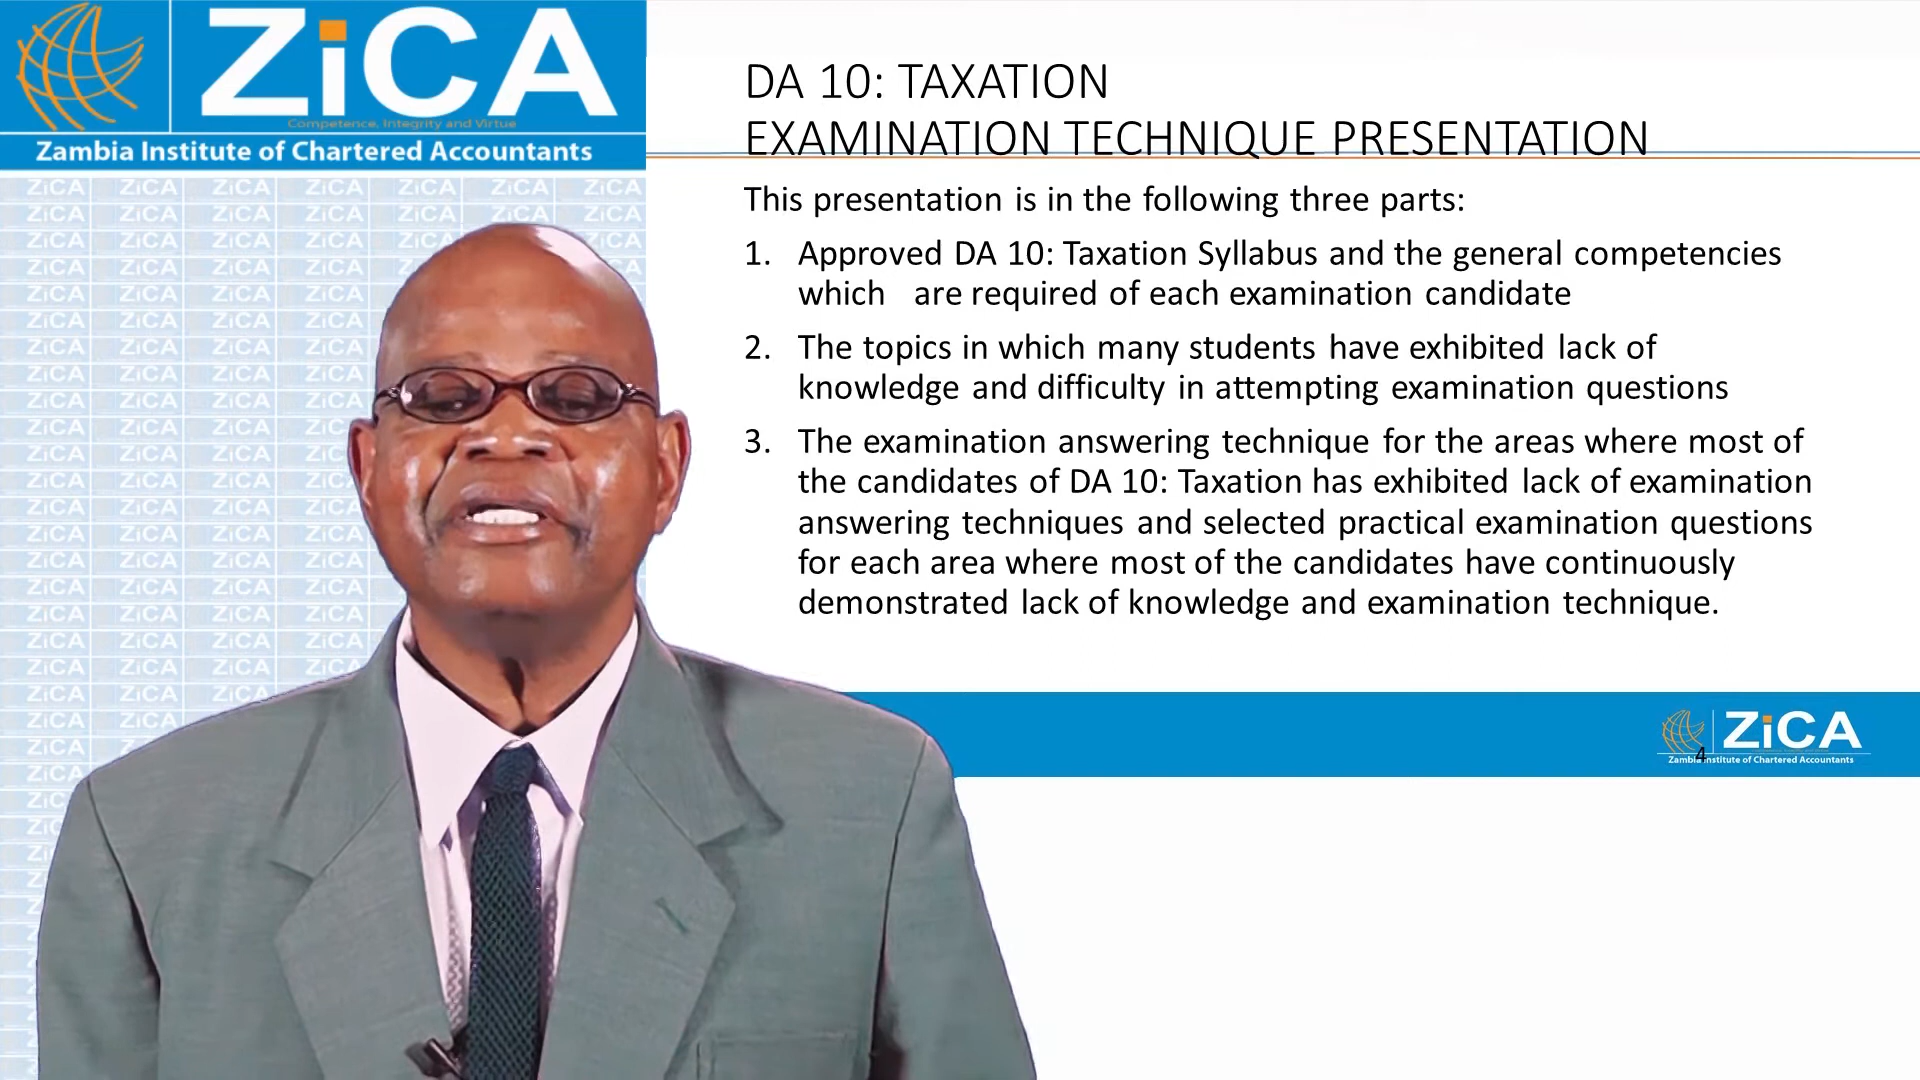 ZiCA
Competence, Integrity and Virtue
Zambia Institute of Chartered Accountants
DA 10: TAXATION
EXAMINATION TECHNIQUE PRESENTATION
This presentation is in the following three parts:
1. Approved DA 10: Taxation Syllabus and the general competencies
which are required of each examination candidate
2. The topics in which many students have exhibited lack of
knowledge and difficulty in attempting examination questions
3. The examination answering technique for the areas where most of
the candidates of DA 10: Taxation has exhibited lack of examination
answering techniques and selected practical examination questions
for each area where most of the candidates have continuously
demonstrated lack of knowledge and examination technique.
ZiCA
4
Zambia Institute of Chartered Accountants